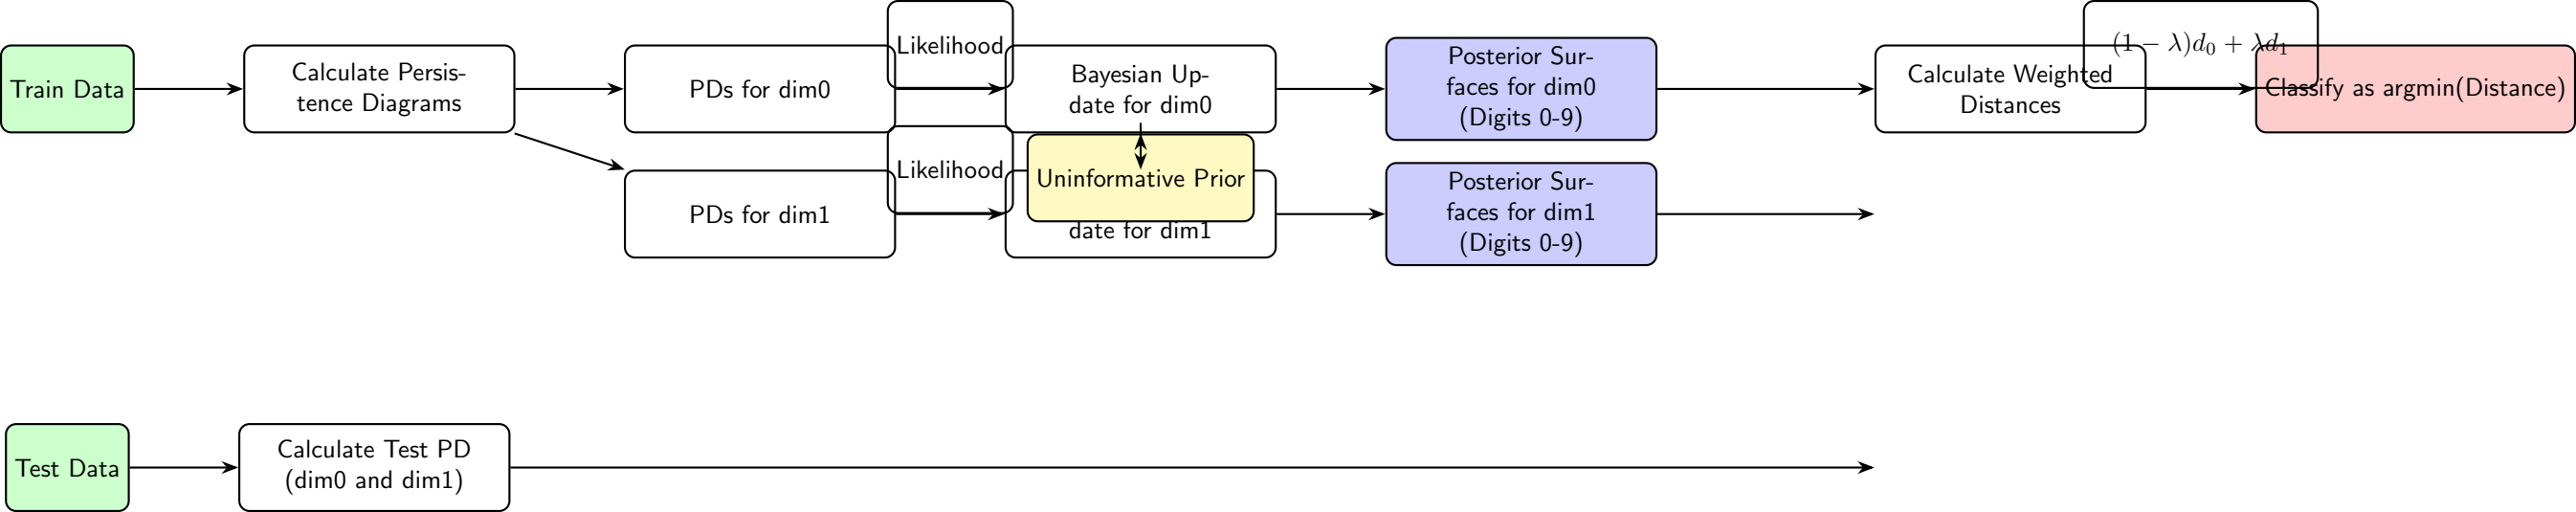 Train Data
Calculate Persis-
tence Diagrams
PDs for dim0
Likelihood
Bayesian Up-
date for dim0
Posterior Sur-
faces for dim0
(Digits 0-9)
Calculate Weighted
Distances
(1 − λ)d₀ + λd₁
Classify as argmin(Distance)
PDs for dim1
Likelihood
Uninformative Prior
date for dim1
Posterior Sur-
faces for dim1
(Digits 0-9)
Test Data
Calculate Test PD
(dim0 and dim1)